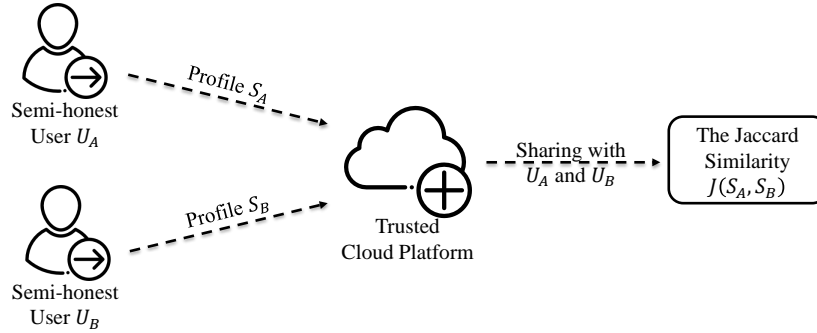 Semi-honest
User U_A
Profile S_A
Semi-honest
User U_B
Profile S_B
Trusted
Cloud Platform
Sharing with
U_A and U_B
The Jaccard
Similarity
J(S_A, S_B)